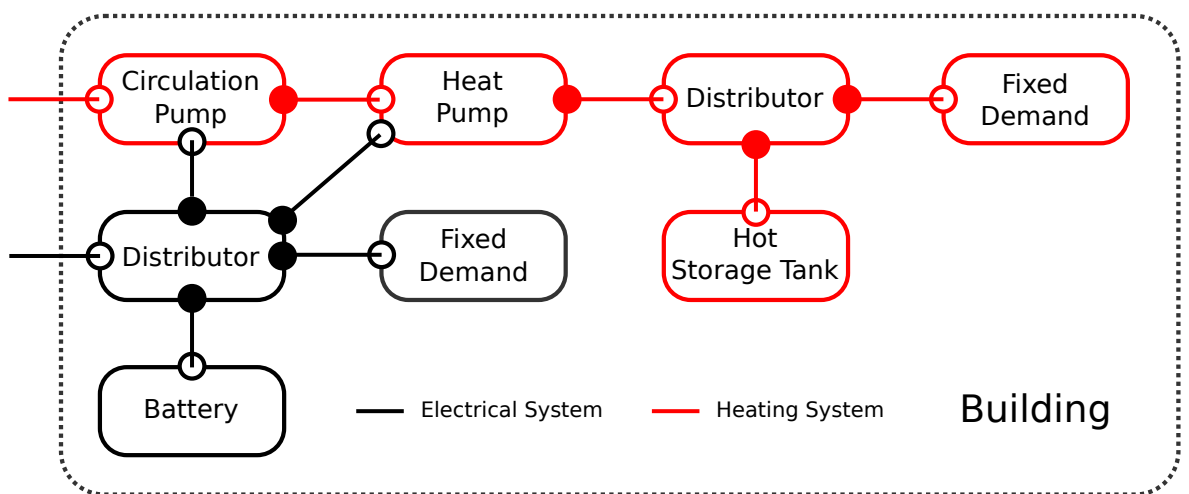 Circulation
Pump
Heat
Pump
Distributor
Fixed
Demand
Distributor
Fixed
Demand
Hot
Storage Tank
Battery
Electrical System
Heating System
Building